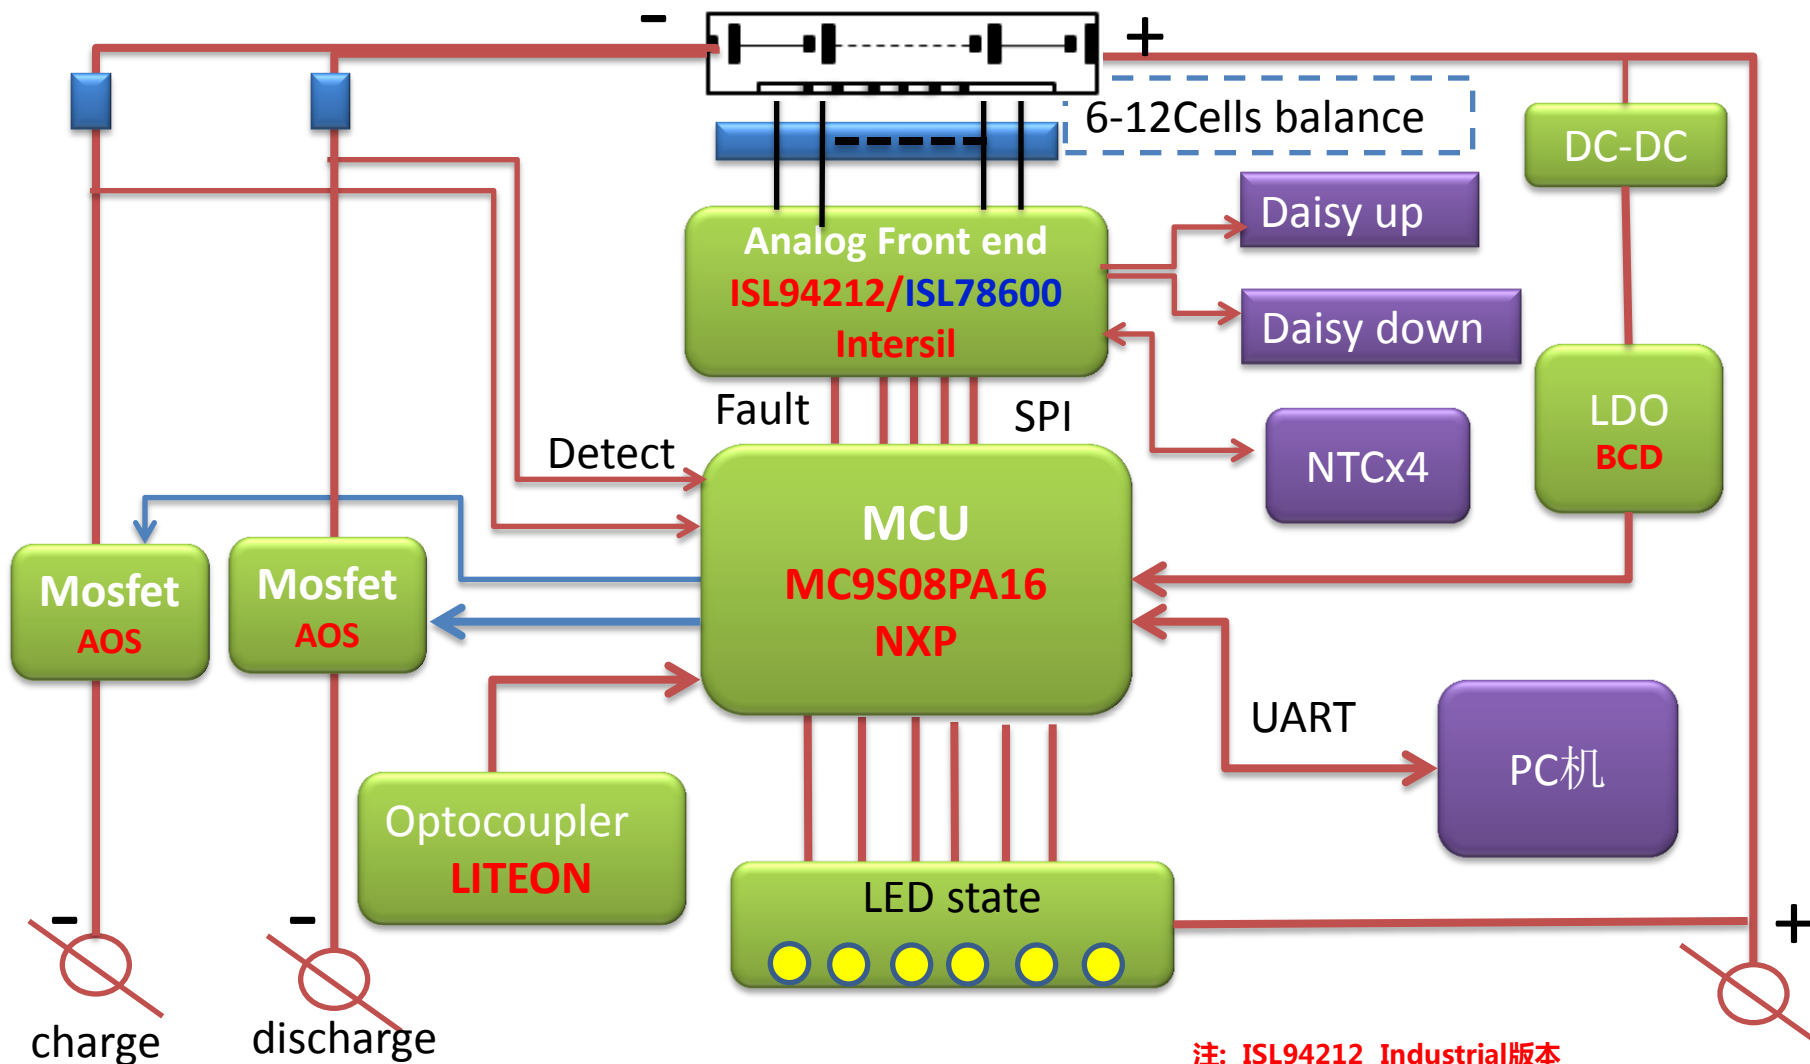 -
+
6-12Cells balance
DC-DC
Daisy up
Analog Front end
ISL94212/ISL78600
Intersil
Daisy down
Fault
SPI
LDO
BCD
Detect
NTCx4
MCU
MC9S08PA16
NXP
Mosfet
AOS
Mosfet
AOS
UART
PC机
Optocoupler
LITEON
LED state
-
-
+
charge
discharge
注: ISL94212 Industrial版本